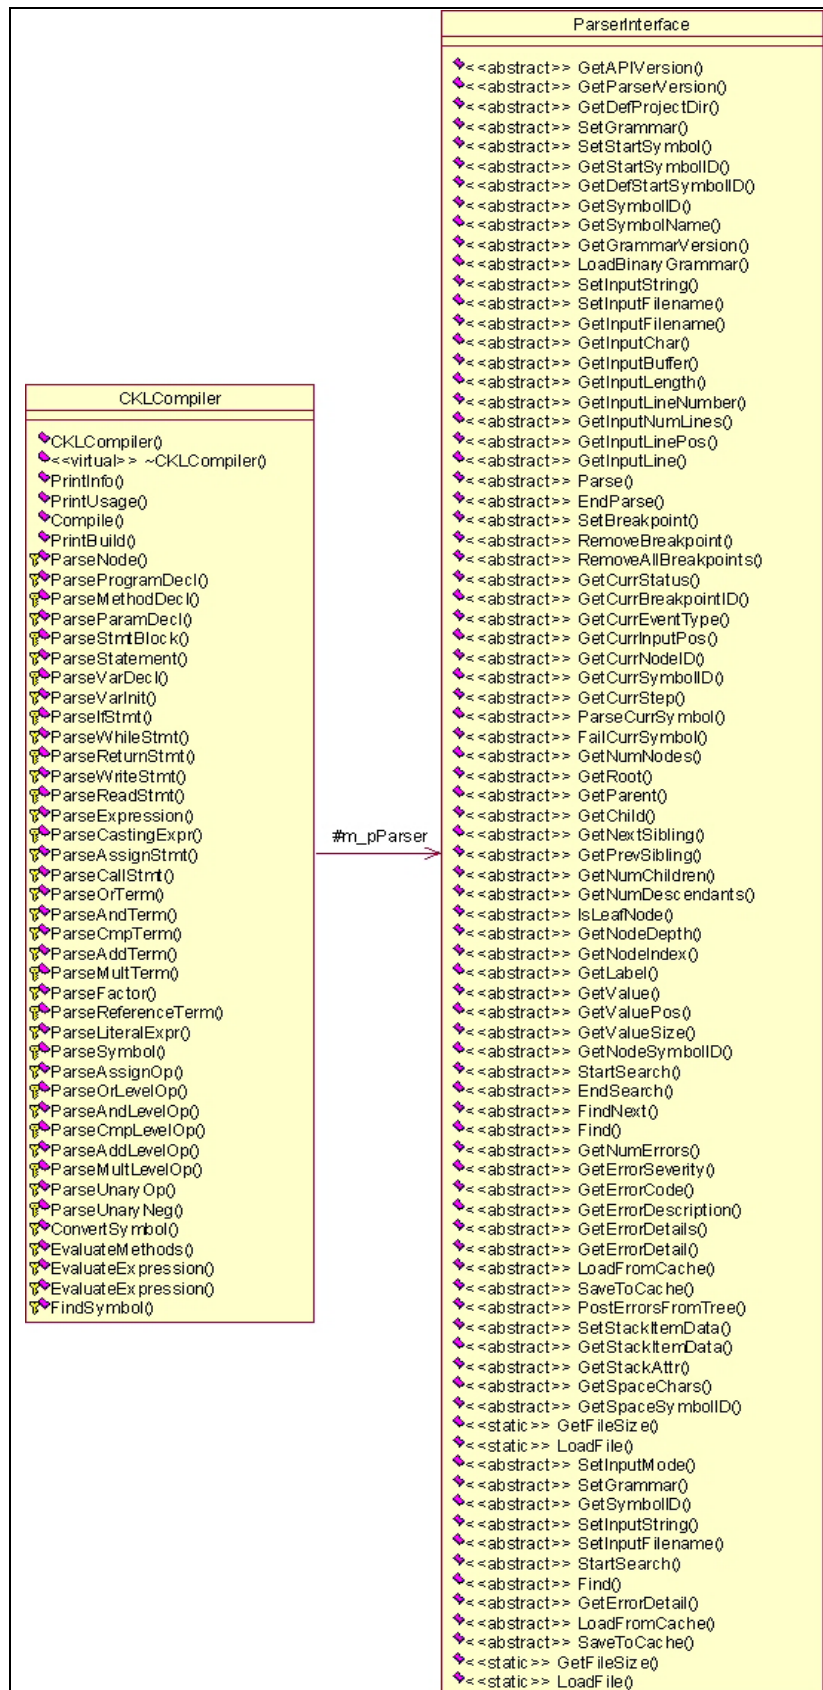 CKLCompiler
CKLCompiler()
<<virtual>> ~CKLCompiler()
PrintInfo()
PrintUsage()
Compile()
PrintBuild()
ParseNode()
ParseProgramDecl()
ParseMethodDecl()
ParseParamDecl()
ParseStmtBlock()
ParseStatement()
ParseVarDecl()
ParseVarInit()
ParseIfStmt()
ParseWhileStmt()
ParseReturnStmt()
ParseWriteStmt()
ParseReadStmt()
ParseExpression()
ParseCastingExpr()
ParseAssignStmt()
ParseCallStmt()
ParseOrTerm()
ParseAndTerm()
ParseCmpTerm()
ParseAddTerm()
ParseMultTerm()
ParseFactor()
ParseReferenceTerm()
ParseLiteralExpr()
ParseSymbol()
ParseAssignOp()
ParseOrLevelOp()
ParseAndLevelOp()
ParseCmpLevelOp()
ParseAddLevelOp()
ParseMultLevelOp()
ParseUnaryOp()
ParseUnaryNeg()
ConvertSymbol()
EvaluateMethods()
EvaluateExpression()
EvaluateExpression()
FindSymbol()
#m_pParser
ParserInterface
<<abstract>> GetAPIVersion()
<<abstract>> GetParserVersion()
<<abstract>> GetDefProjectDir()
<<abstract>> SetGrammar()
<<abstract>> SetStartSymbol()
<<abstract>> GetStartSymbolID()
<<abstract>> GetDefStartSymbolID()
<<abstract>> GetSymbolID()
<<abstract>> GetSymbolName()
<<abstract>> GetGrammarVersion()
<<abstract>> LoadBinaryGrammar()
<<abstract>> SetInputString()
<<abstract>> SetInputFilename()
<<abstract>> GetInputFilename()
<<abstract>> GetInputChar()
<<abstract>> GetInputBuffer()
<<abstract>> GetInputLength()
<<abstract>> GetInputLineNumber()
<<abstract>> GetInputNumLines()
<<abstract>> GetInputLinePos()
<<abstract>> GetInputLine()
<<abstract>> Parse()
<<abstract>> EndParse()
<<abstract>> SetBreakpoint()
<<abstract>> RemoveBreakpoint()
<<abstract>> RemoveAllBreakpoints()
<<abstract>> GetCurrStatus()
<<abstract>> GetCurrBreakpointID()
<<abstract>> GetCurrEventType()
<<abstract>> GetCurrInputPos()
<<abstract>> GetCurrNodeID()
<<abstract>> GetCurrSymbolID()
<<abstract>> GetCurrStep()
<<abstract>> ParseCurrSymbol()
<<abstract>> FailCurrSymbol()
<<abstract>> GetNumNodes()
<<abstract>> GetRoot()
<<abstract>> GetParent()
<<abstract>> GetChild()
<<abstract>> GetNextSibling()
<<abstract>> GetPrevSibling()
<<abstract>> GetNumChildren()
<<abstract>> GetNumDescendants()
<<abstract>> IsLeafNode()
<<abstract>> GetNodeDepth()
<<abstract>> GetNodeIndex()
<<abstract>> GetLabel()
<<abstract>> GetValue()
<<abstract>> GetValuePos()
<<abstract>> GetValueSize()
<<abstract>> GetNodeSymbolID()
<<abstract>> StartSearch()
<<abstract>> EndSearch()
<<abstract>> FindNext()
<<abstract>> Find()
<<abstract>> GetNumErrors()
<<abstract>> GetErrorSeverity()
<<abstract>> GetErrorCode()
<<abstract>> GetErrorDescription()
<<abstract>> GetErrorDetails()
<<abstract>> GetErrorDetail()
<<abstract>> LoadFromCache()
<<abstract>> SaveToCache()
<<abstract>> PostErrorsFromTree()
<<abstract>> SetStackItemData()
<<abstract>> GetStackItemData()
<<abstract>> GetStackAttr()
<<abstract>> GetSpaceChars()
<<abstract>> GetSpaceSymbolID()
<<static>> GetFileSize()
<<static>> LoadFile()
<<abstract>> SetInputMode()
<<abstract>> SetGrammar()
<<abstract>> GetSymbolID()
<<abstract>> SetInputString()
<<abstract>> SetInputFilename()
<<abstract>> StartSearch()
<<abstract>> Find()
<<abstract>> GetErrorDetail()
<<abstract>> LoadFromCache()
<<abstract>> SaveToCache()
<<static>> GetFileSize()
<<static>> LoadFile()